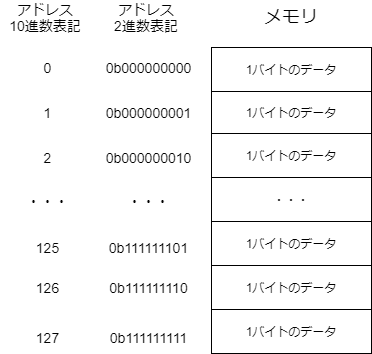 アドレス アドレス メモリ
10進数表記 2進数表記
0 0b000000000 1バイトのデータ
1 0b000000001 1バイトのデータ
2 0b000000010 1バイトのデータ
・・・ ・・・ ・・・
125 0b111111101 1バイトのデータ
126 0b111111110 1バイトのデータ
127 0b111111111 1バイトのデータ